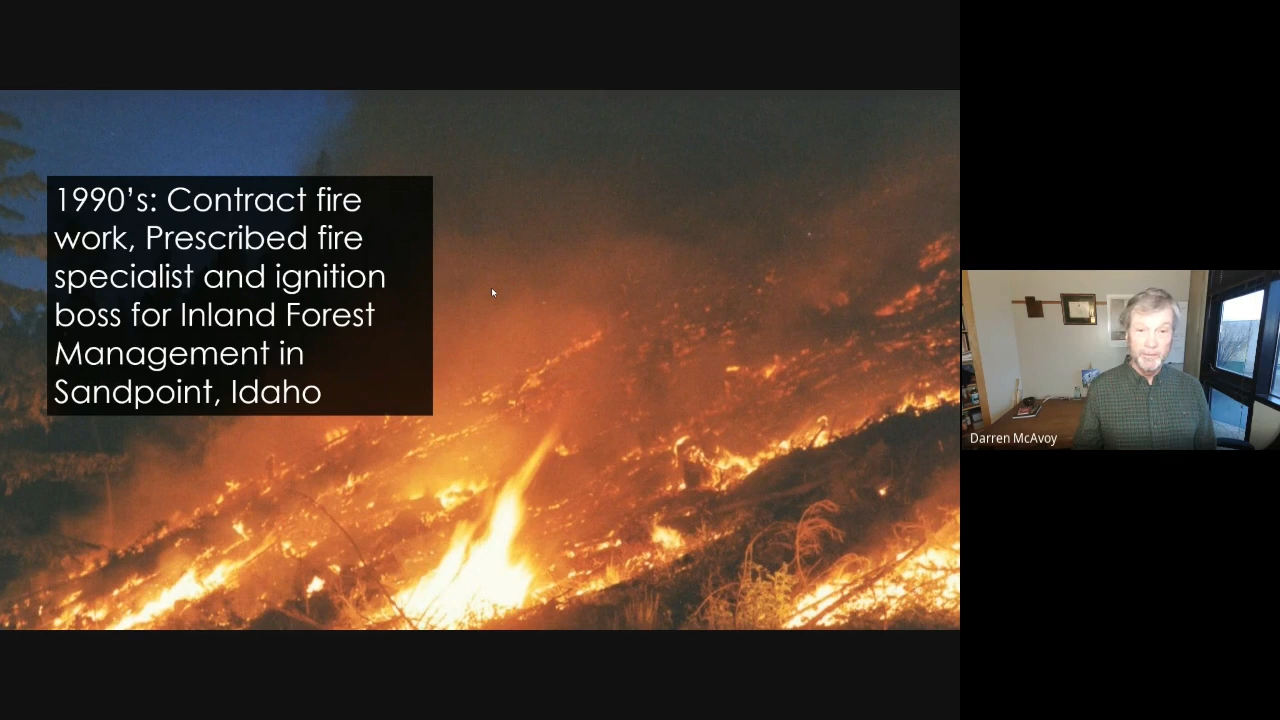 1990’s: Contract fire
work, Prescribed fire
specialist and ignition
boss for Inland Forest
Management in
Sandpoint, Idaho
Darren McAvoy